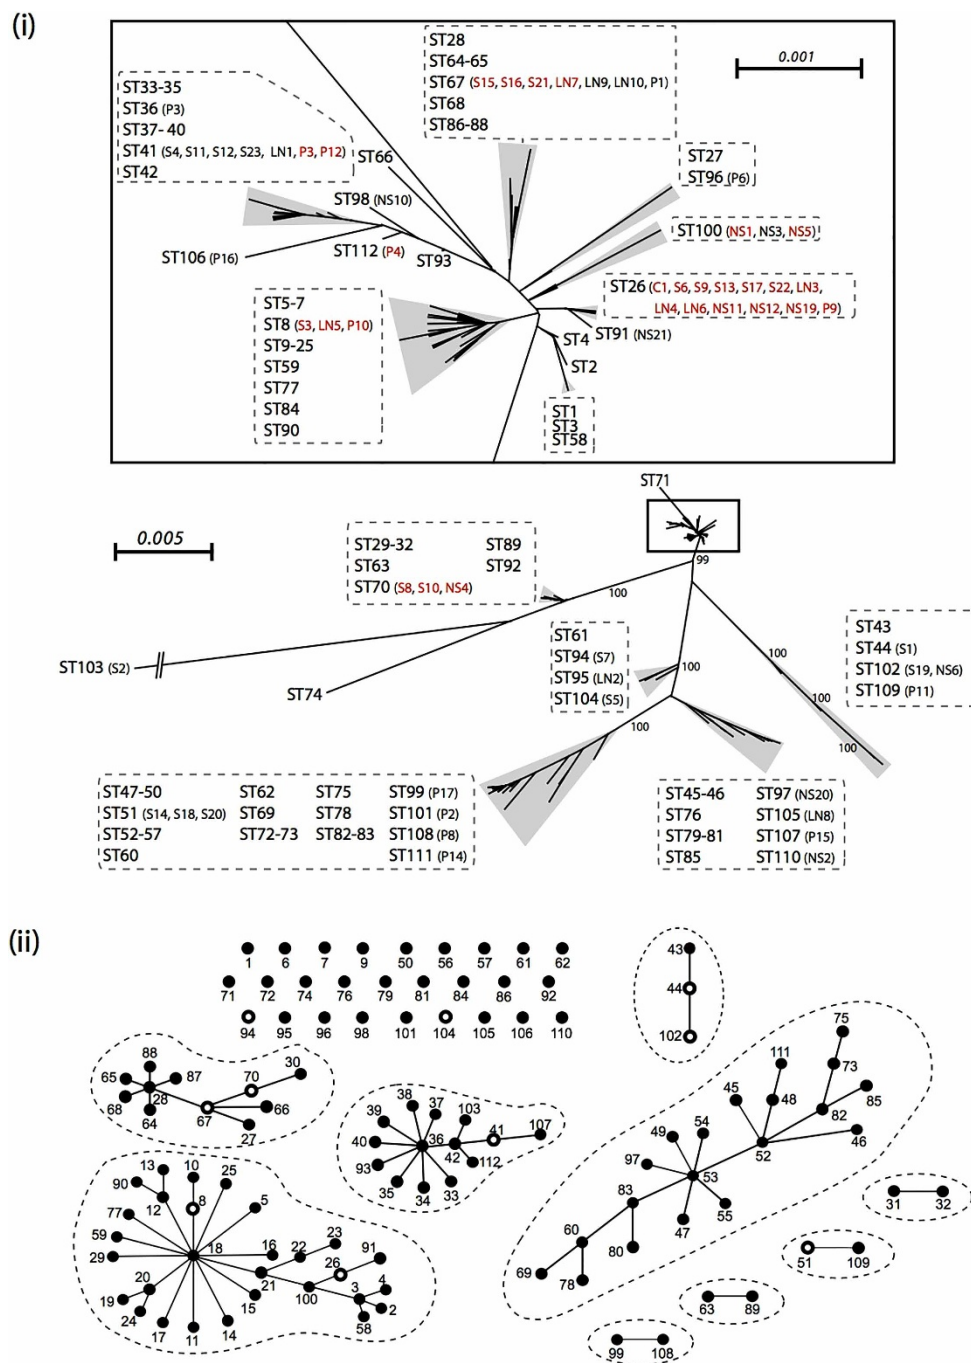 (i)
0.001
ST28
ST64-65
ST67 (S15, S16, S21, LN7, LN9, LN10, P1)
ST68
ST86-88
ST33-35
ST36 (P3)
ST37- 40
ST41 (S4, S11, S12, S23, LN1, P3, P12)
ST42
ST66
ST27
ST96 (P6)
ST98 (NS10)
ST100 (NS1, NS3, NS5)
ST106 (P16)
ST112 (P4)
ST93
ST26 (C1, S6, S9, S13, S17, S22, LN3,
LN4, LN6, NS11, NS12, NS19, P9)
ST5-7
ST8 (S3, LN5, P10)
ST9-25
ST59
ST77
ST84
ST90
ST91 (NS21)
ST4
ST2
ST1
ST3
ST58
ST71
0.005
99
ST29-32 ST89
ST63 ST92
ST70 (S8, S10, NS4)
100
ST61
ST94 (S7)
ST95 (LN2)
ST104 (S5)
100
ST43
ST44 (S1)
ST102 (S19, NS6)
ST109 (P11)
100
100
100
ST103 (S2)
ST74
100
ST47-50 ST62 ST75 ST99 (P17)
ST51 (S14, S18, S20) ST69 ST78 ST101 (P2)
ST52-57 ST72-73 ST82-83 ST108 (P8)
ST60 ST111 (P14)
ST45-46 ST97 (NS20)
ST76 ST105 (LN8)
ST79-81 ST107 (P15)
ST85 ST110 (NS2)
(ii)
1 6 7 9 50 56 57 61 62
71 72 74 76 79 81 84 86 92
94 95 96 98 101 104 105 106 110
43
44
102
88
65
87
28
68
64
70
30
67
66
27
38
37
39
103
41
107
40
36
42
93
112
35
34
33
75
111
73
45
48
82
85
54
49
52
46
97
53
83
55
47
60
80
69
78
13
10
25
90
8
5
12
77
23
59
16
22
91
29
18
26
21
4
20
100
3
19
15
2
24
17
11
14
58
31 32
51 109
63 89
99 108